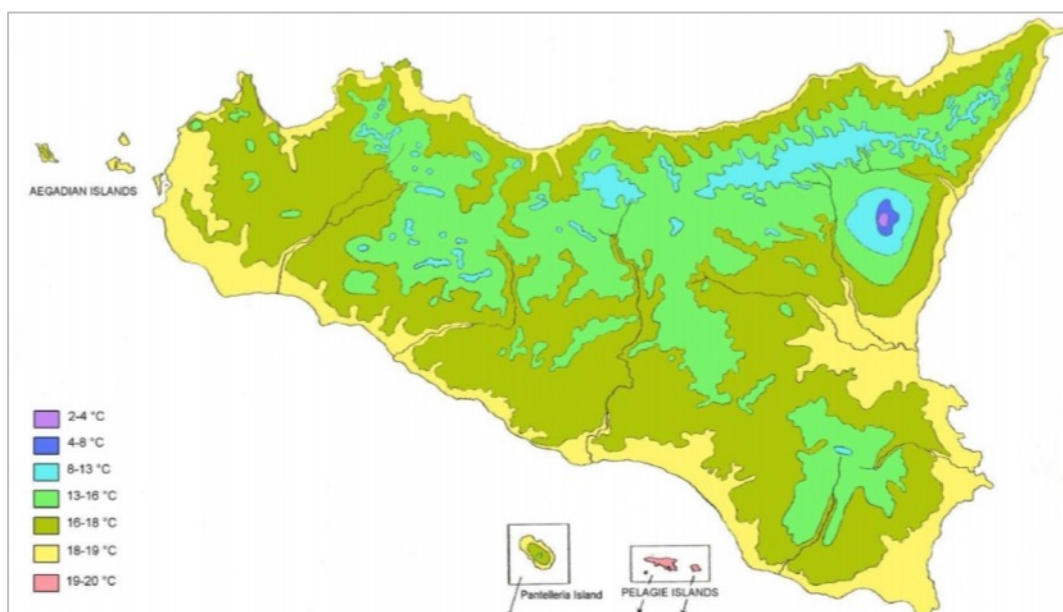 AEGADIAN ISLANDS
2-4 °C
4-8 °C
8-13 °C
13-16 °C
16-18 °C
18-19 °C
19-20 °C
Pantelleria Island
PELAGIE ISLANDS